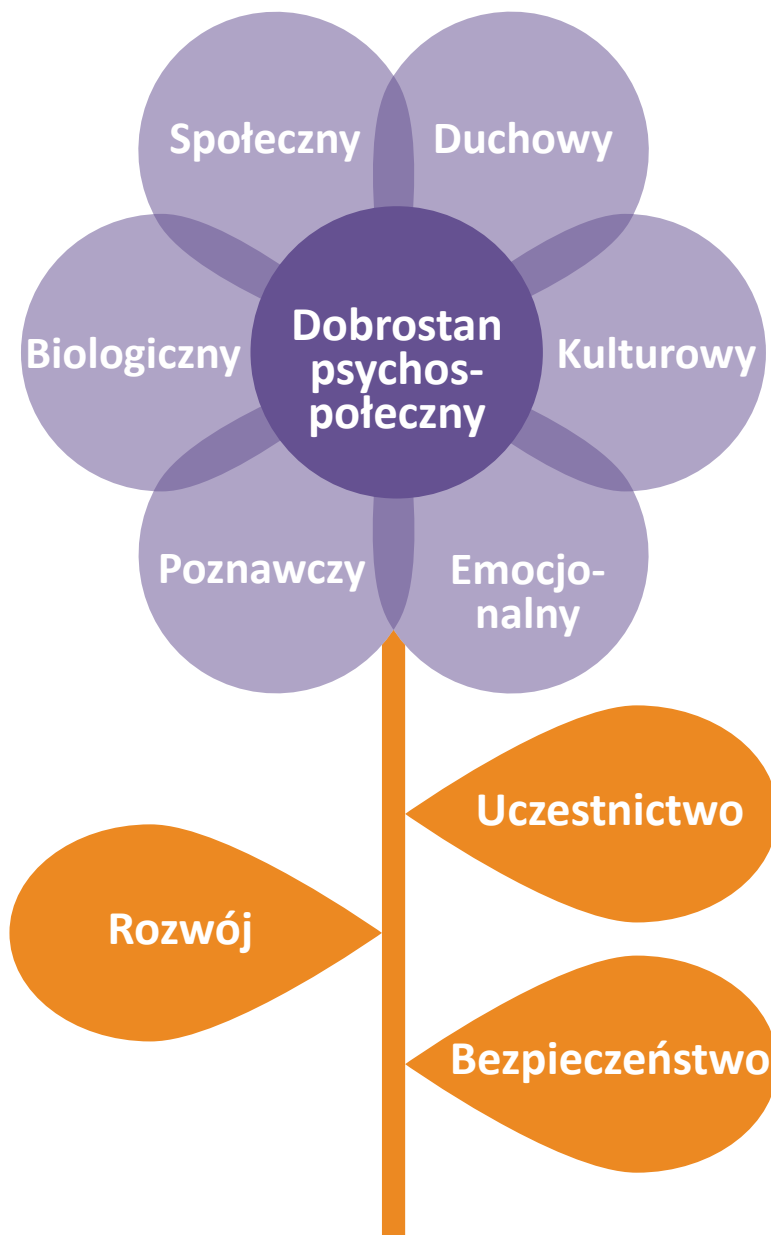 Społeczny
Duchowy
Biologiczny
Dobrostan
psychos-
połeczny
Kulturowy
Poznawczy
Emocjo-
nalny
Uczestnictwo
Rozwój
Bezpieczeństwo